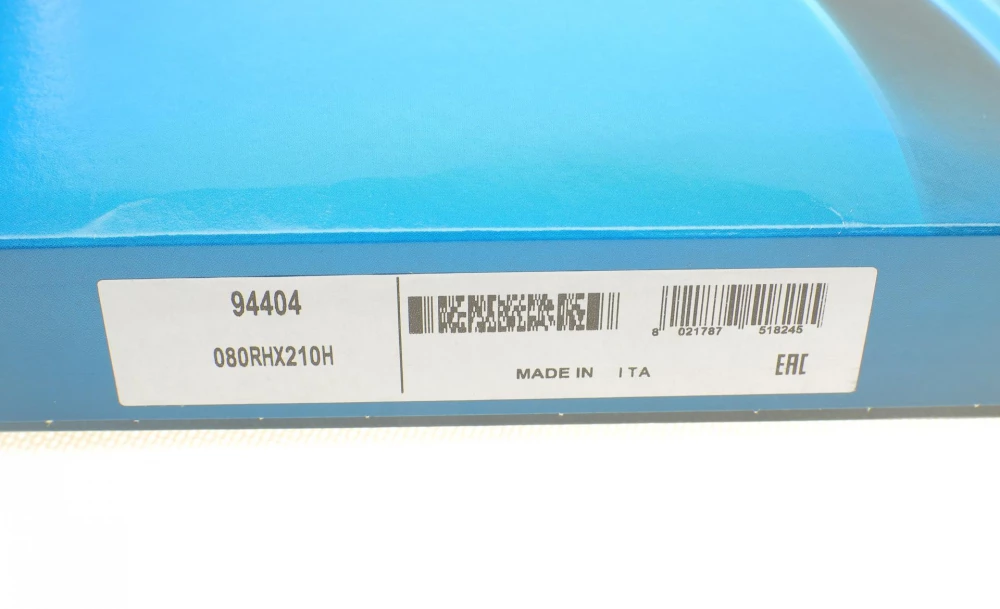 94404
080RHX210H
8 021787 518245
MADE IN ITA
EAC